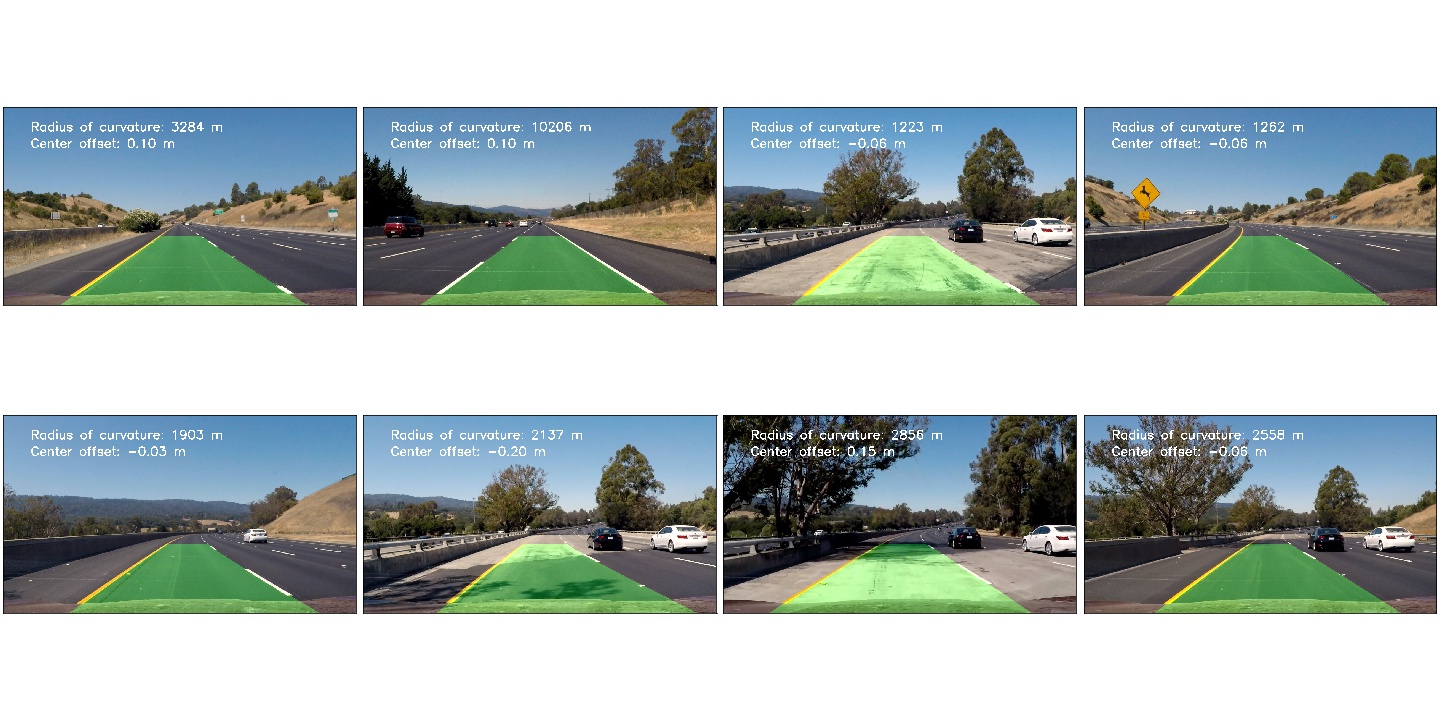 Radius of curvature: 3284 m
Center offset: 0.10 m
Radius of curvature: 10206 m
Center offset: 0.10 m
Radius of curvature: 1223 m
Center offset: -0.06 m
Radius of curvature: 1262 m
Center offset: -0.06 m
Radius of curvature: 1903 m
Center offset: -0.03 m
Radius of curvature: 2137 m
Center offset: -0.20 m
Radius of curvature: 2856 m
Center offset: 0.15 m
Radius of curvature: 2558 m
Center offset: -0.06 m